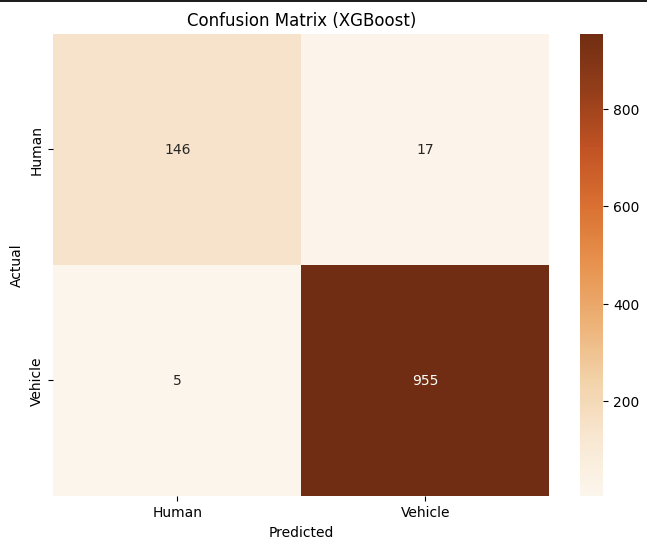 Confusion Matrix (XGBoost)
Human
146
17
800
600
Actual
400
Vehicle
5
955
200
Human
Vehicle
Predicted